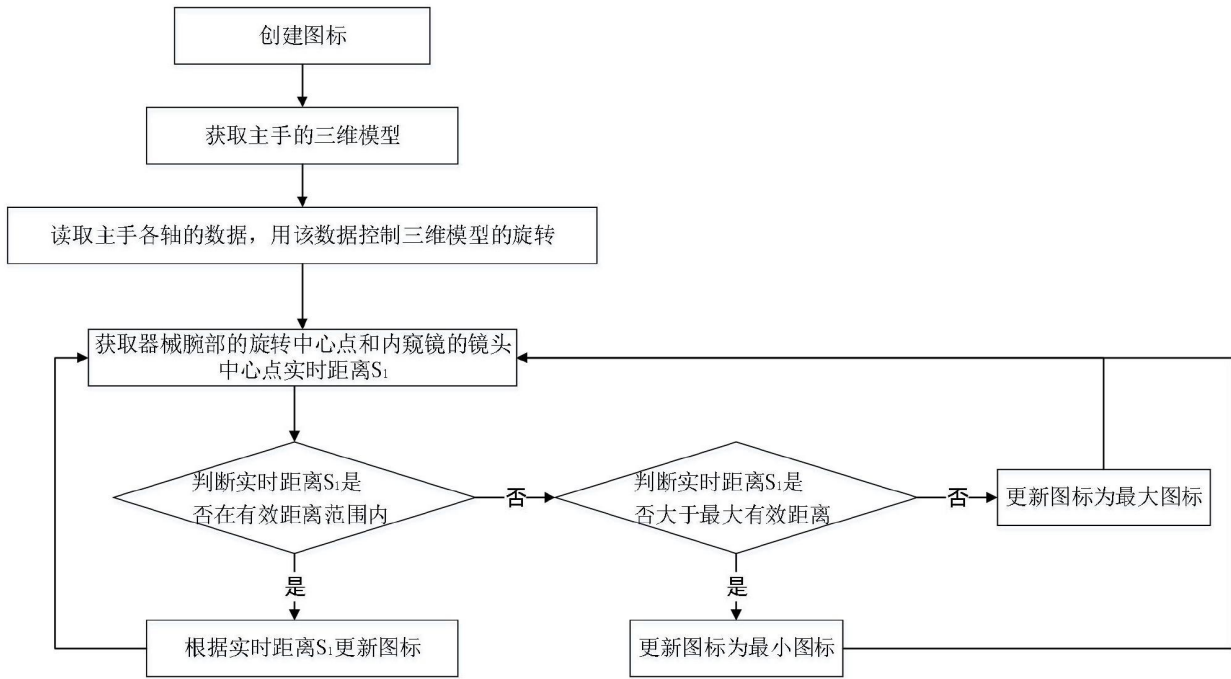 创建图标
获取主手的三维模型
读取主手各轴的数据，用该数据控制三维模型的旋转
获取器械腕部的旋转中心点和内窥镜的镜头
中心点实时距离S₁
判断实时距离S₁是
否在有效距离范围内
否
判断实时距离S₁是
否大于最大有效距离
否
更新图标为最大图标
是
是
根据实时距离S₁更新图标
更新图标为最小图标